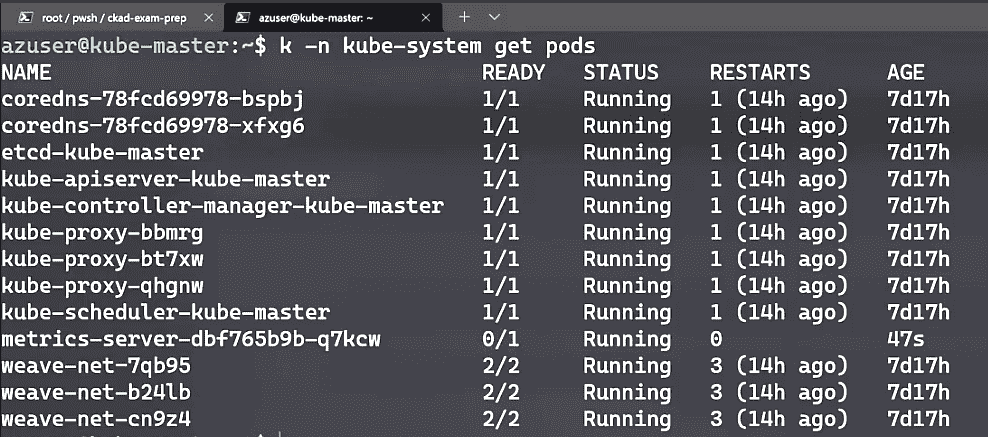 root / pwsh / ckad-exam-prep
azuser@kube-master: ~
azuser@kube-master:~$ k -n kube-system get pods
NAME READY STATUS RESTARTS AGE
coredns-78fcd69978-bspbj 1/1 Running 1 (14h ago) 7d17h
coredns-78fcd69978-xfxg6 1/1 Running 1 (14h ago) 7d17h
etcd-kube-master 1/1 Running 1 (14h ago) 7d17h
kube-apiserver-kube-master 1/1 Running 1 (14h ago) 7d17h
kube-controller-manager-kube-master 1/1 Running 1 (14h ago) 7d17h
kube-proxy-bbmrg 1/1 Running 1 (14h ago) 7d17h
kube-proxy-bt7xw 1/1 Running 1 (14h ago) 7d17h
kube-proxy-qhgnw 1/1 Running 1 (14h ago) 7d17h
kube-scheduler-kube-master 1/1 Running 1 (14h ago) 7d17h
metrics-server-dbf765b9b-q7kcw 0/1 Running 0 47s
weave-net-7qb95 2/2 Running 3 (14h ago) 7d17h
weave-net-b24lb 2/2 Running 3 (14h ago) 7d17h
weave-net-cn9z4 2/2 Running 3 (14h ago) 7d17h